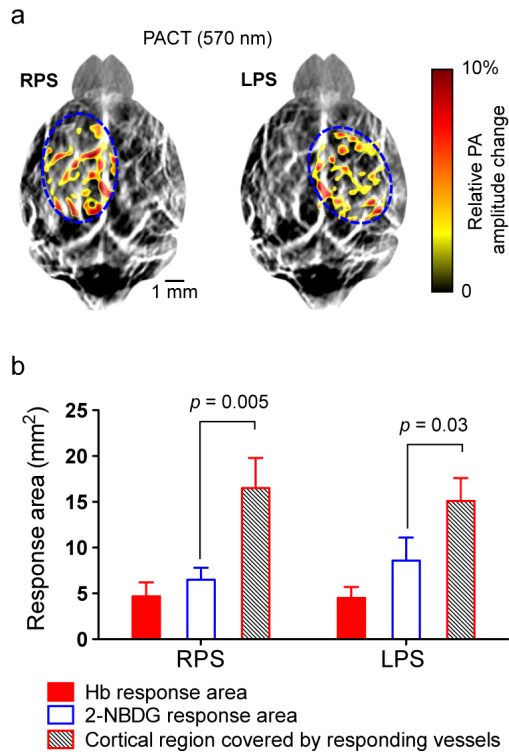 a
PACT (570 nm)
RPS
LPS
10%
Relative PA
amplitude change
0
1 mm
b
Response area (mm²)
25
20
15
10
5
0
p = 0.005
p = 0.03
RPS
LPS
Hb response area
2-NBDG response area
Cortical region covered by responding vessels